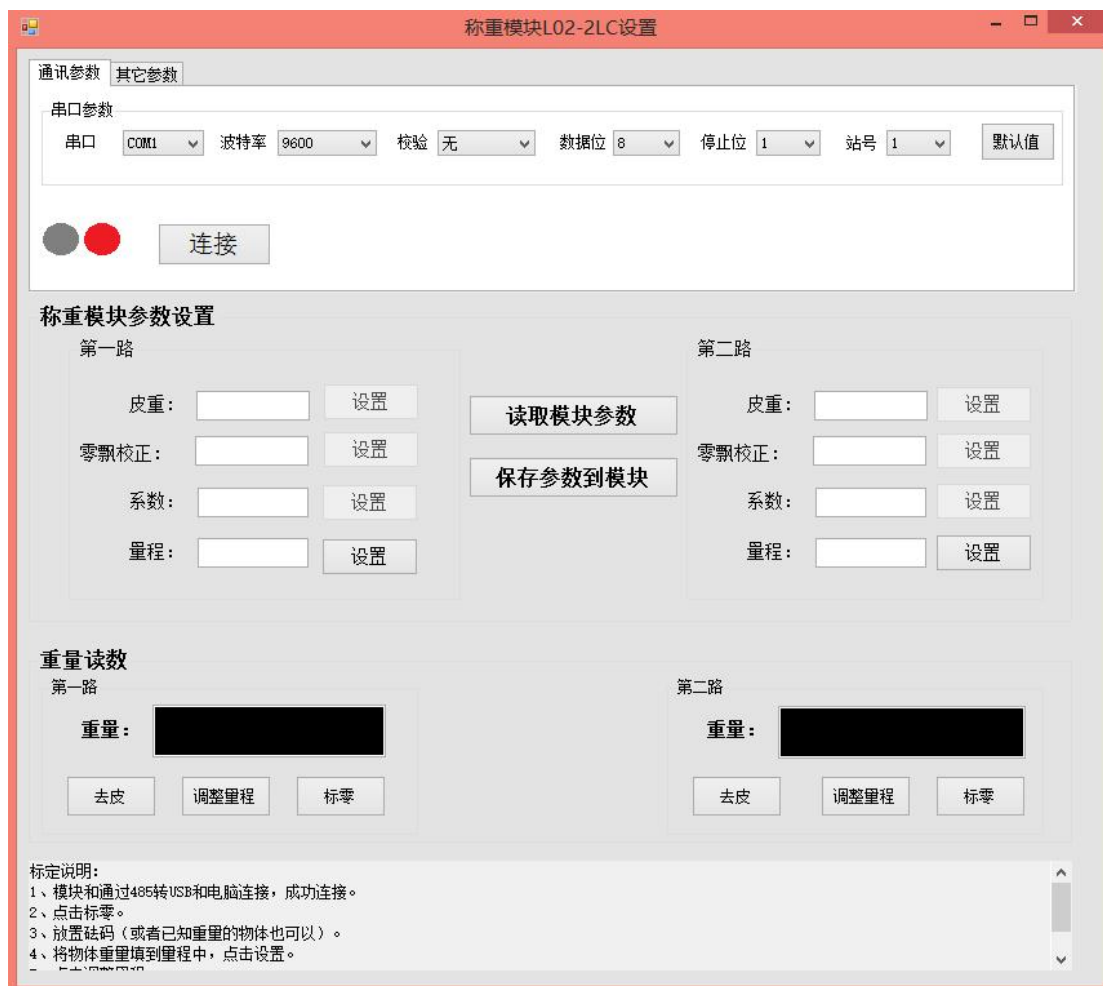 称重模块L02-2LC设置
通讯参数 其它参数
串口参数
串口 COM1 波特率 9600 校验 无 数据位 8 停止位 1 站号 1 默认值
连接
称重模块参数设置
第一路 第二路
皮重： 设置 读取模块参数 皮重： 设置
零飘校正： 设置 零飘校正： 设置
保存参数到模块
系数： 设置 系数： 设置
量程： 设置 量程： 设置
重量读数
第一路 第二路
重量： 重量：
去皮 调整量程 标零 去皮 调整量程 标零
标定说明：
1、模块和通过485转USB和电脑连接，成功连接。
2、点击标零。
3、放置砝码（或者已知重量的物体也可以）。
4、将物体重量填到量程中，点击设置。